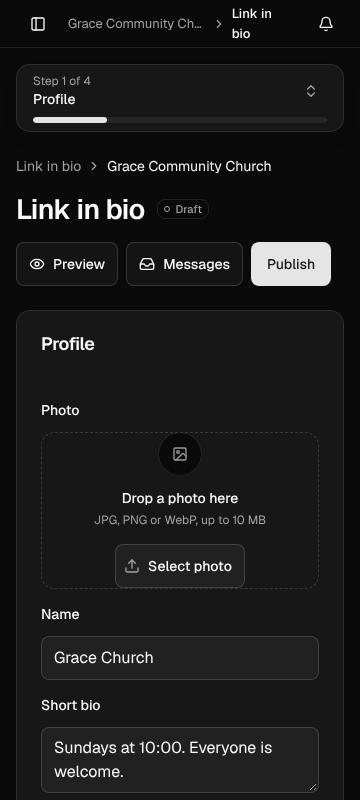 Grace Community Ch...
Link in
bio
Step 1 of 4
Profile
Link in bio
Grace Community Church
Link in bio
Draft
Preview
Messages
Publish
Profile
Photo
Drop a photo here
JPG, PNG or WebP, up to 10 MB
Select photo
Name
Grace Church
Short bio
Sundays at 10:00. Everyone is
welcome.